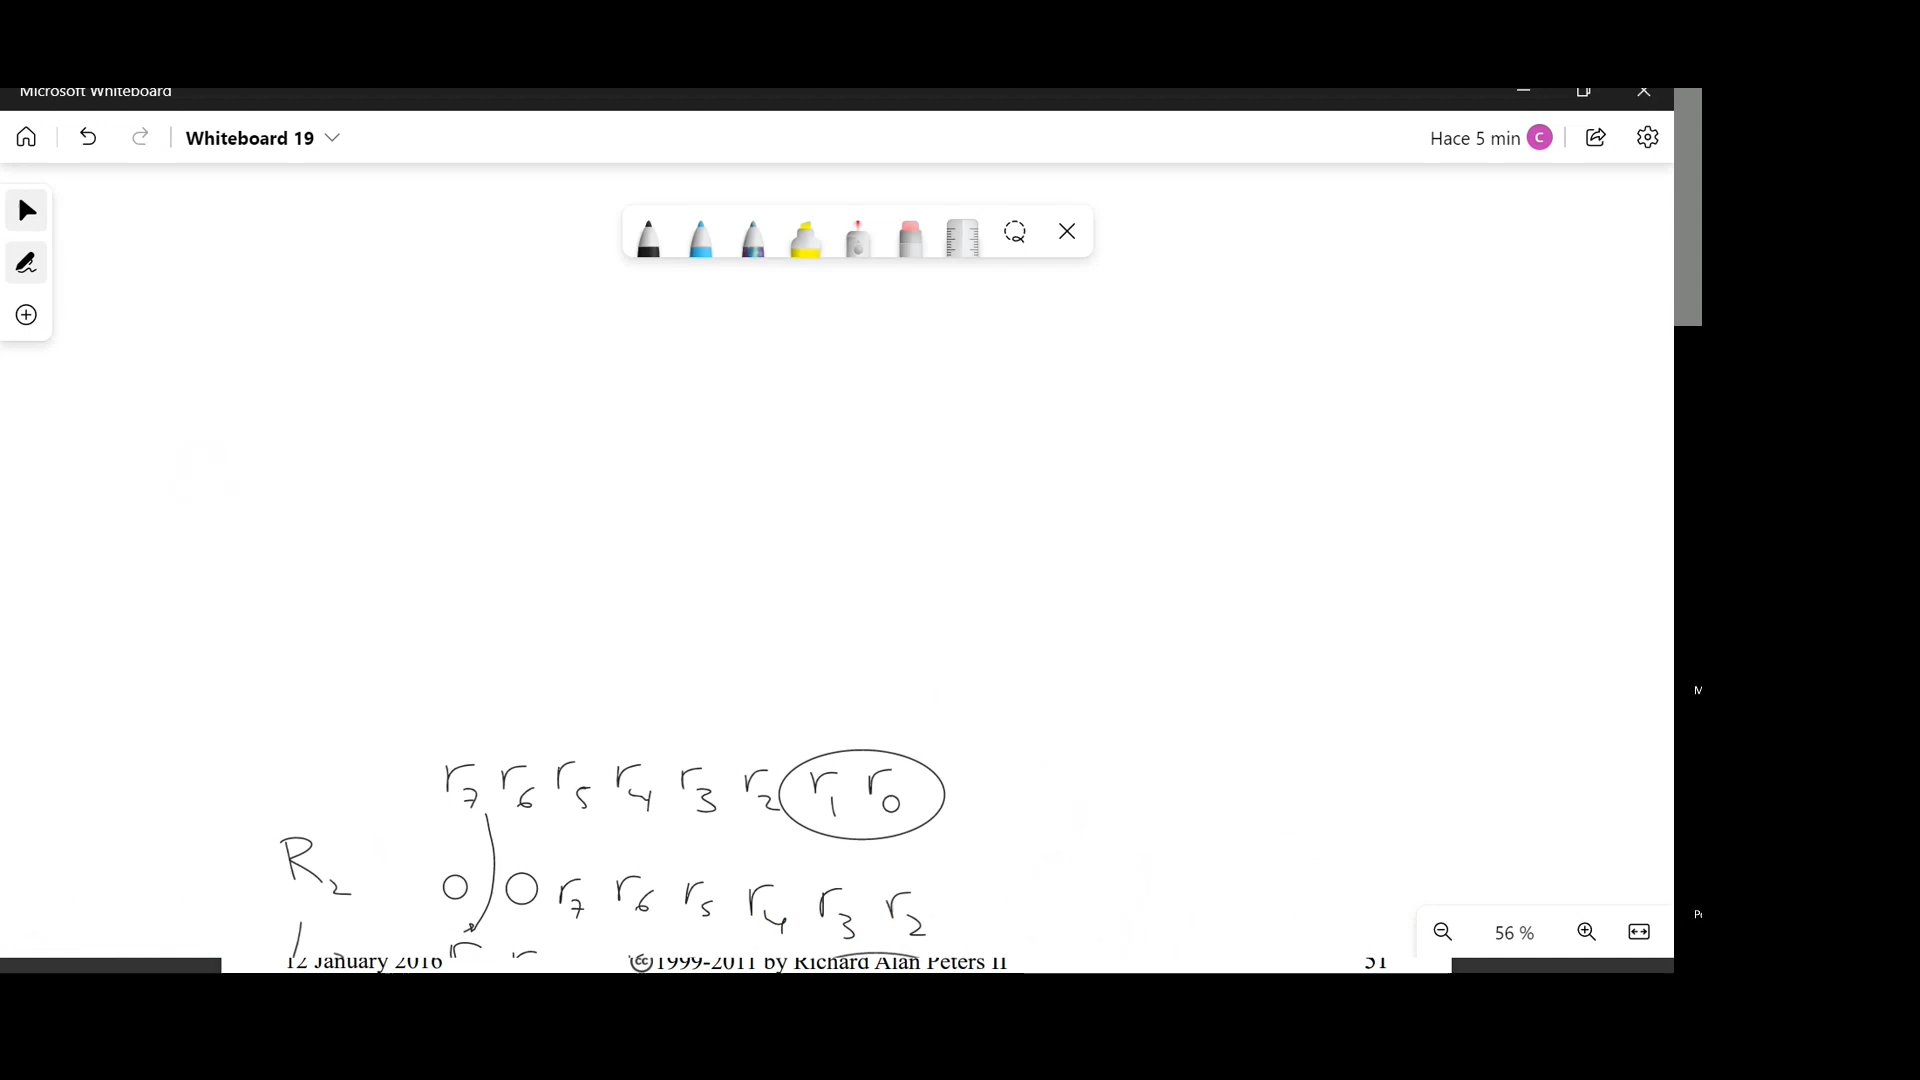 Microsoft Whiteboard
Whiteboard 19
Hace 5 min C
r7 r6 r5 r4 r3 r2 r1 r0
R2
0 0 r7 r6 r5 r4 r3 r2
56 %
12 January 2016 1999-2011 by Richard Alan Peters II 51